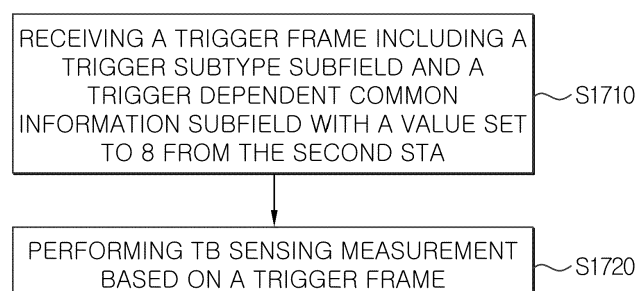 RECEIVING A TRIGGER FRAME INCLUDING A
TRIGGER SUBTYPE SUBFIELD AND A
TRIGGER DEPENDENT COMMON
INFORMATION SUBFIELD WITH A VALUE SET
TO 8 FROM THE SECOND STA
S1710
PERFORMING TB SENSING MEASUREMENT
BASED ON A TRIGGER FRAME
S1720